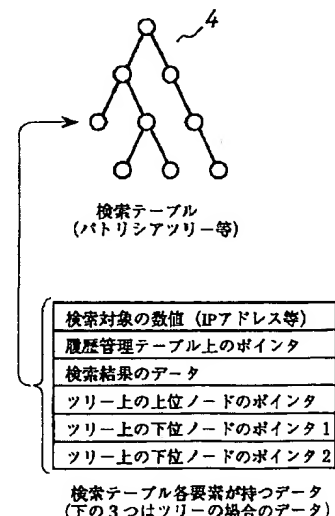 4
検索テーブル
(パトリシアツリー等)
検索対象の数値 (IPアドレス等)
履歴管理テーブル上のポインタ
検索結果のデータ
ツリー上の上位ノードのポインタ
ツリー上の下位ノードのポインタ1
ツリー上の下位ノードのポインタ2
検索テーブル各要素が持つデータ
(下の3つはツリーの場合のデータ)